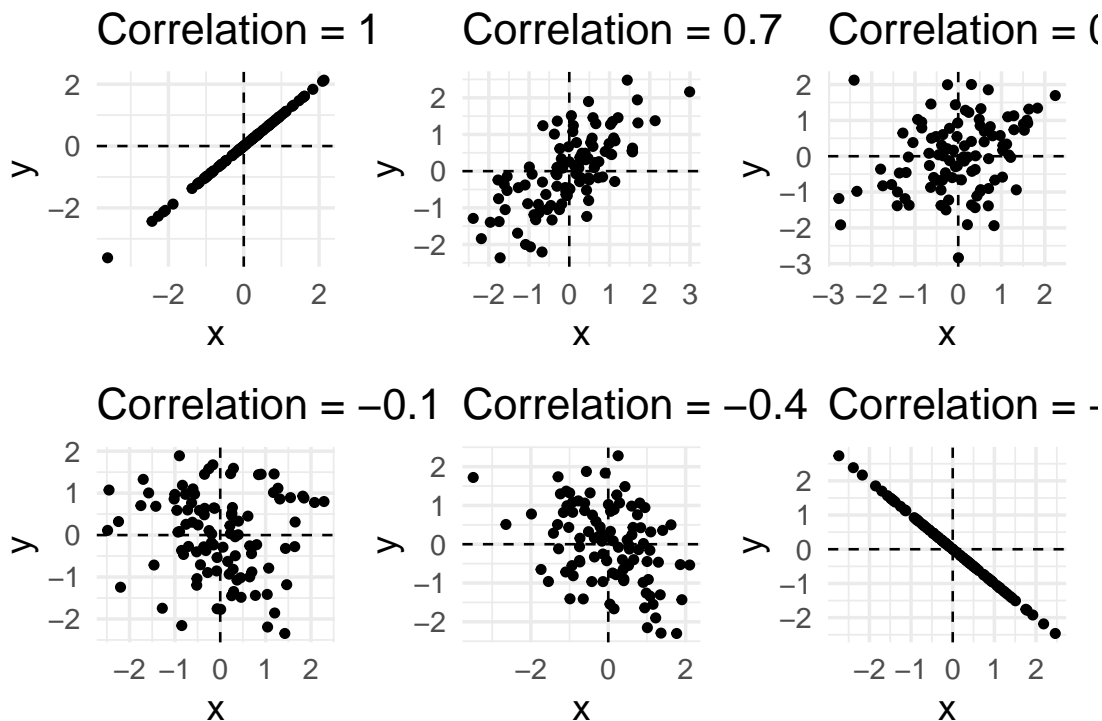 Correlation = 1
Correlation = 0.7
Correlation = 0
2
0
−2
y
−2 0 2
x
2
1
0
−1
−2
y
−2 −1 0 1 2 3
x
2
1
0
−1
−2
−3
y
−3 −2 −1 0 1 2
x
Correlation = −0.1
Correlation = −0.4
Correlation = −
2
1
0
−1
−2
y
−2 −1 0 1 2
x
2
1
0
−1
−2
y
−2 0 2
x
2
1
0
−1
−2
y
−2 −1 0 1 2
x